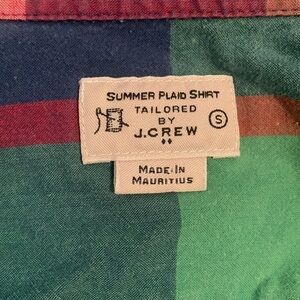 SUMMER PLAID SHIRT
TAILORED
BY
J.CREW
S
MADE·IN
MAURITIUS